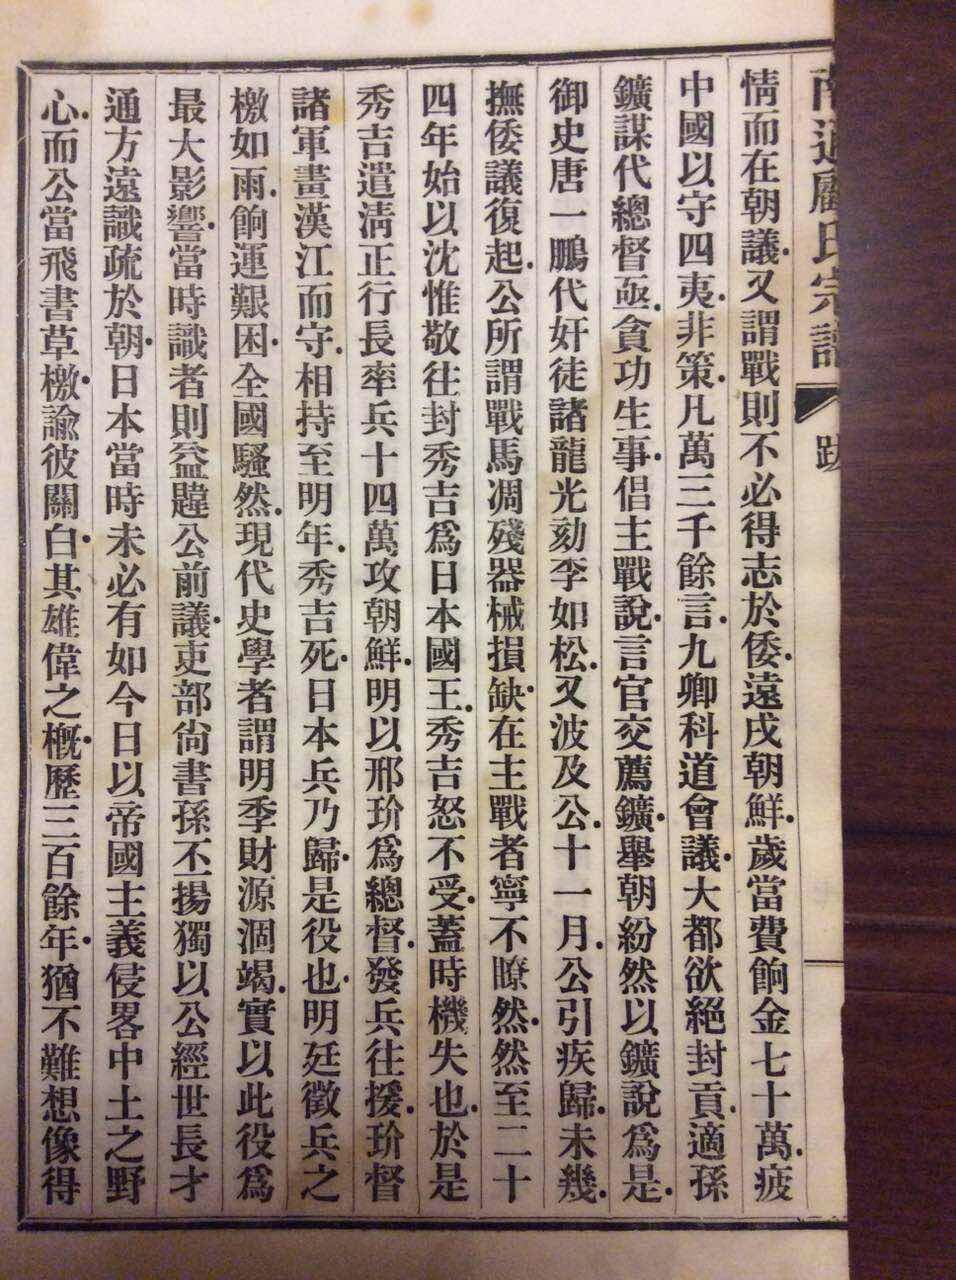 南通顧氏宗譜 跋
情而在朝議.又謂戰則不必得志於倭.遠戍朝鮮.歲當費餉金七十萬.疲
中國以守四夷.非策.凡萬三千餘言.九卿科道會議.大都欲絕封貢.適孫
鑛謀代總督亟.貪功生事.倡主戰說.言官交薦鑛.舉朝紛然以鑛說爲是.
御史唐一鵬代奸徒諸龍光劾李如松.又波及公.十一月.公引疾歸.未幾.
撫倭議復起.公所謂戰馬凋殘器械損缺.在主戰者寧不瞭然.然至二十
四年始以沈惟敬往封秀吉爲日本國王.秀吉怒不受.蓋時機失也.於是
秀吉遣淸正行長率兵十四萬攻朝鮮.明以邢玠爲總督.發兵往援.玠督
諸軍畫漢江而守.相持至明年.秀吉死.日本兵乃歸.是役也.明廷徵兵之
檄如雨.餉運艱困.全國騷然.現代史學者謂明季財源涸竭.實以此役爲
最大影響.當時識者則益韙公前議.吏部尙書孫丕揚獨以公經世長才
通方遠識疏於朝.日本當時未必有如今日以帝國主義侵畧中土之野
心.而公當飛書草檄.諭彼關白.其雄偉之槪.歷三百餘年.猶不難想像得